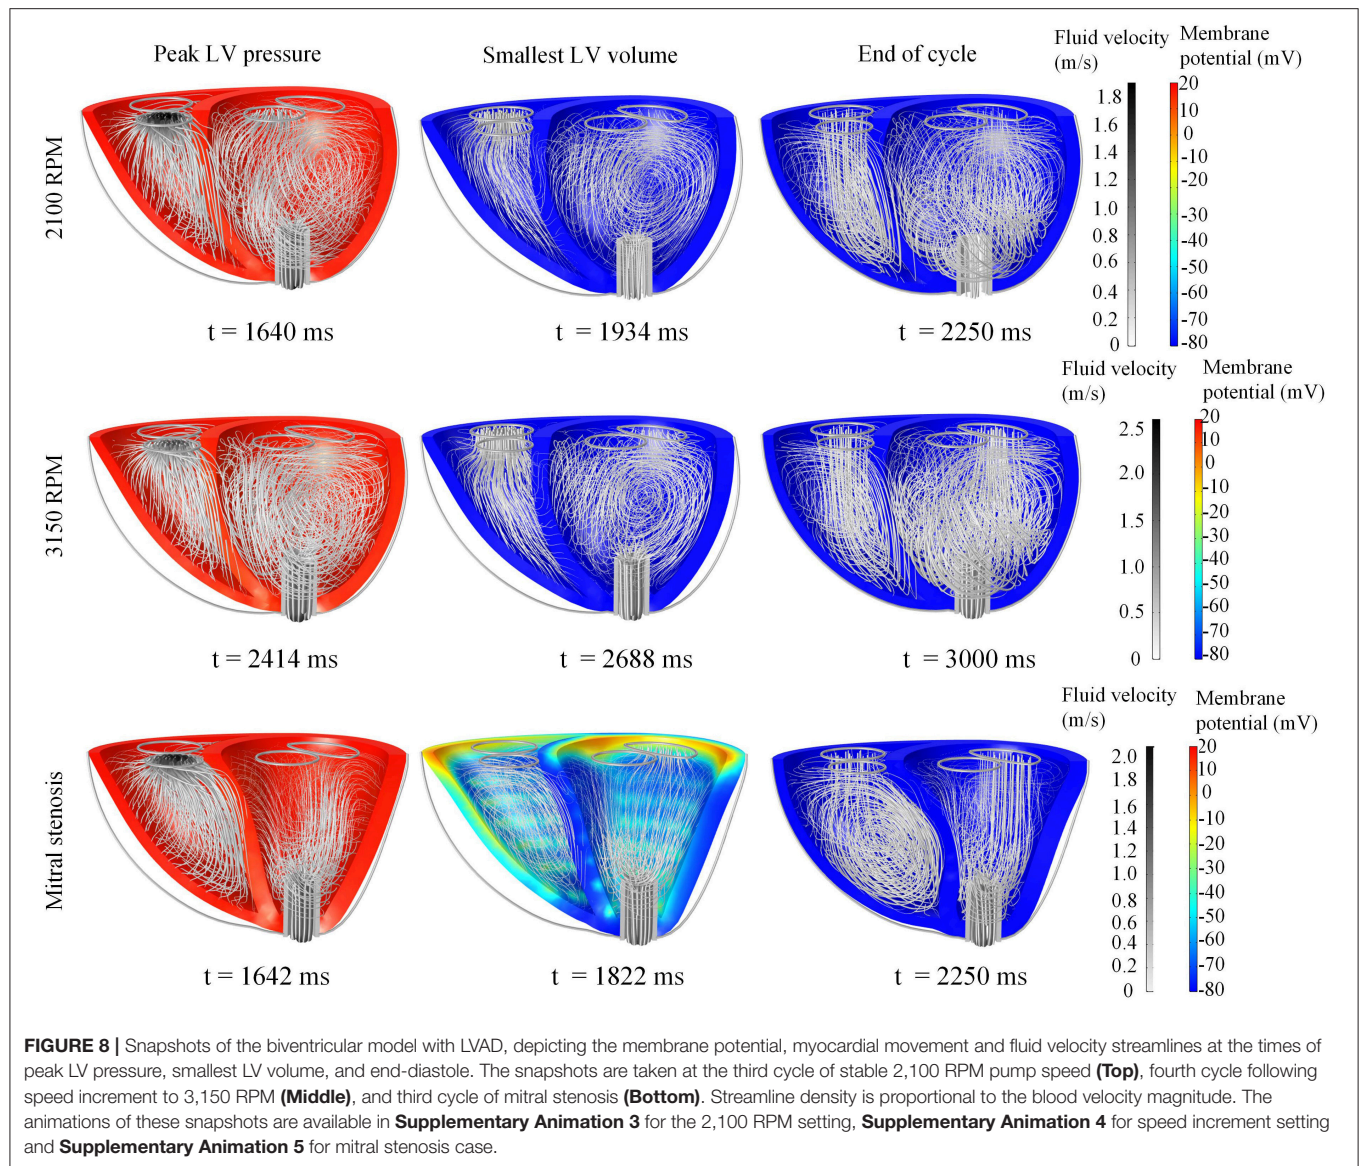 Peak LV pressure
Smallest LV volume
End of cycle
Fluid velocity
(m/s)
Membrane
potential (mV)
2100 RPM
1.8
1.6
1.4
1.2
1.0
0.8
0.6
0.4
0.2
0
20
10
0
-10
-20
-30
-40
-50
-60
-70
-80
t = 1640 ms
t = 1934 ms
t = 2250 ms
Fluid velocity
(m/s)
Membrane
potential (mV)
3150 RPM
2.5
2.0
1.5
1.0
0.5
0
20
10
0
-10
-20
-30
-40
-50
-60
-70
-80
t = 2414 ms
t = 2688 ms
t = 3000 ms
Fluid velocity
(m/s)
Membrane
potential (mV)
Mitral stenosis
2.0
1.8
1.6
1.4
1.2
1.0
0.8
0.6
0.4
0.2
0
20
10
0
-10
-20
-30
-40
-50
-60
-70
-80
t = 1642 ms
t = 1822 ms
t = 2250 ms
FIGURE 8 | Snapshots of the biventricular model with LVAD, depicting the membrane potential, myocardial movement and fluid velocity streamlines at the times of
peak LV pressure, smallest LV volume, and end-diastole. The snapshots are taken at the third cycle of stable 2,100 RPM pump speed (Top), fourth cycle following
speed increment to 3,150 RPM (Middle), and third cycle of mitral stenosis (Bottom). Streamline density is proportional to the blood velocity magnitude. The
animations of these snapshots are available in Supplementary Animation 3 for the 2,100 RPM setting, Supplementary Animation 4 for speed increment setting
and Supplementary Animation 5 for mitral stenosis case.